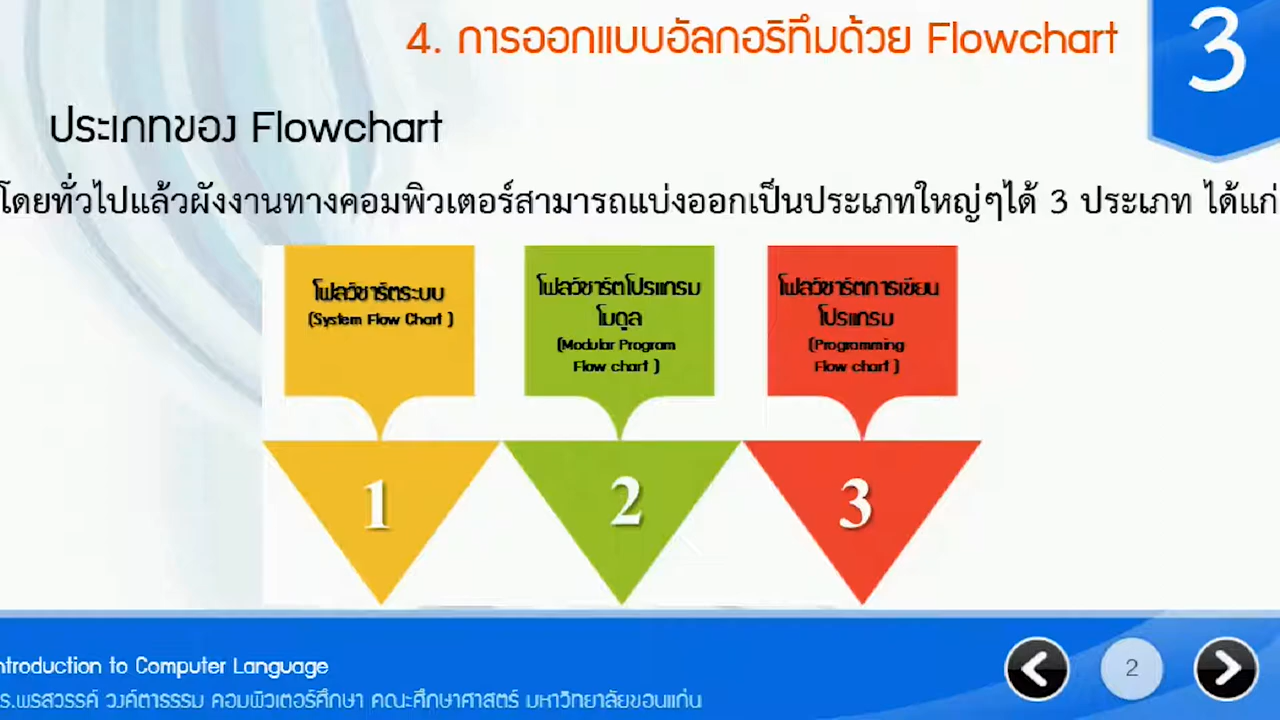 4. การออกแบบอัลกอริทึมด้วย Flowchart
3
ประเภทของ Flowchart
โดยทั่วไปแล้วผังงานทางคอมพิวเตอร์สามารถแบ่งออกเป็นประเภทใหญ่ๆได้ 3 ประเภท ได้แก่
โฟลว์ชาร์ตระบบ
(System Flow Chart )
โฟลว์ชาร์ตโปรแกรม
โมดูล
(Modular Program
Flow chart )
โฟลว์ชาร์ตการเขียน
โปรแกรม
(Programming
Flow chart )
1
2
3
ntroduction to Computer Language
ร.พรสวรรค์ วงค์ตาธรรม คอมพิวเตอร์ศึกษา คณะศึกษาศาสตร์ มหาวิทยาลัยขอนแก่น
2